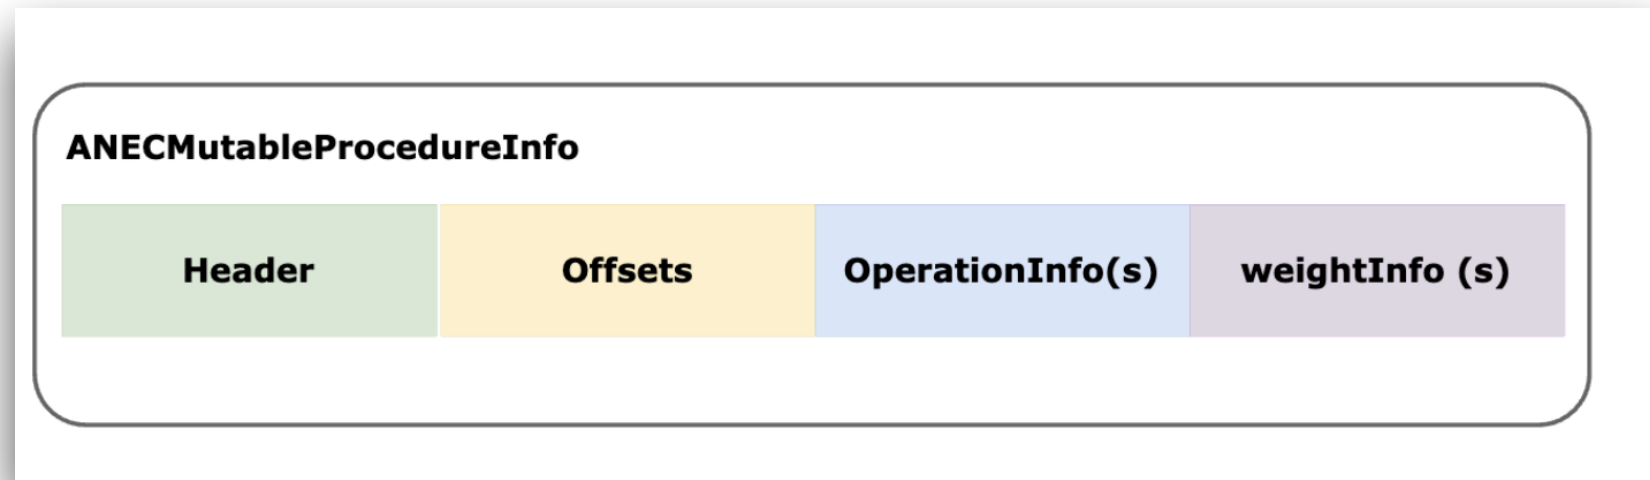 ANECMutableProcedureInfo
Header Offsets OperationInfo(s) weightInfo (s)